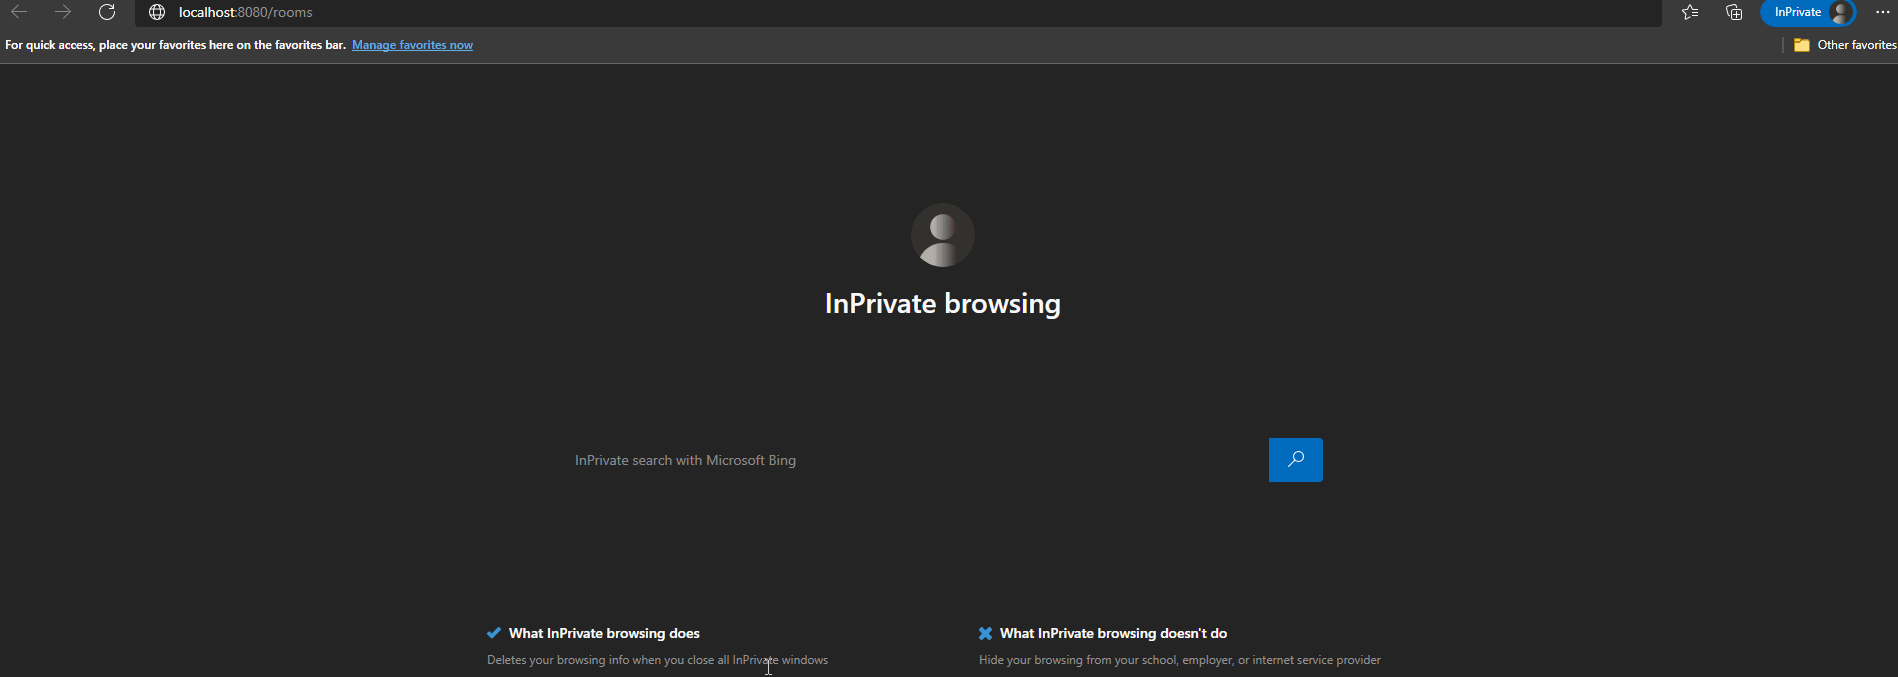 localhost:8080/rooms
InPrivate
For quick access, place your favorites here on the favorites bar. Manage favorites now
Other favorites
InPrivate browsing
InPrivate search with Microsoft Bing
What InPrivate browsing does
What InPrivate browsing doesn't do
Deletes your browsing info when you close all InPrivate windows
Hide your browsing from your school, employer, or internet service provider